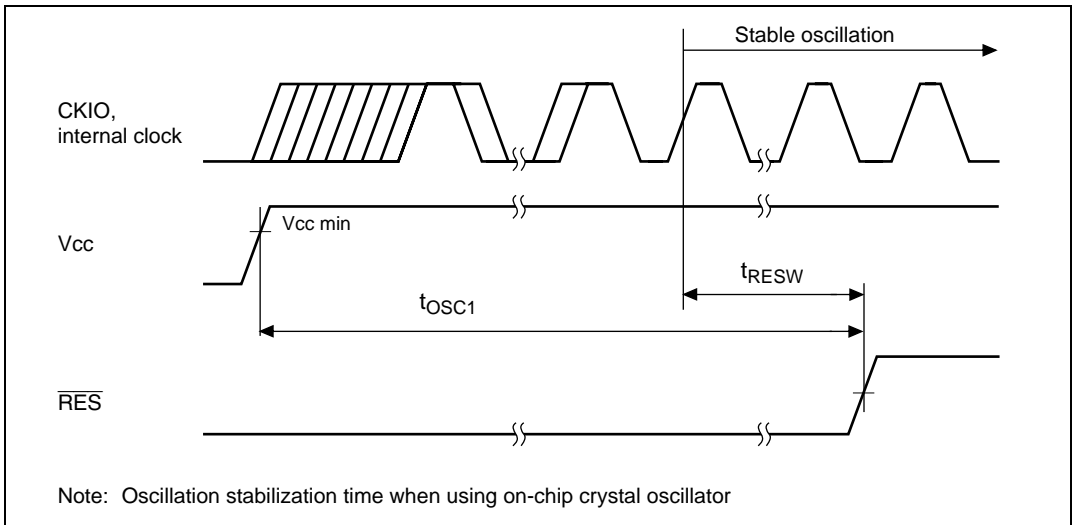 Stable oscillation
CKIO,
internal clock
Vcc min
Vcc
tRESW
tOSC1
RES
Note: Oscillation stabilization time when using on-chip crystal oscillator